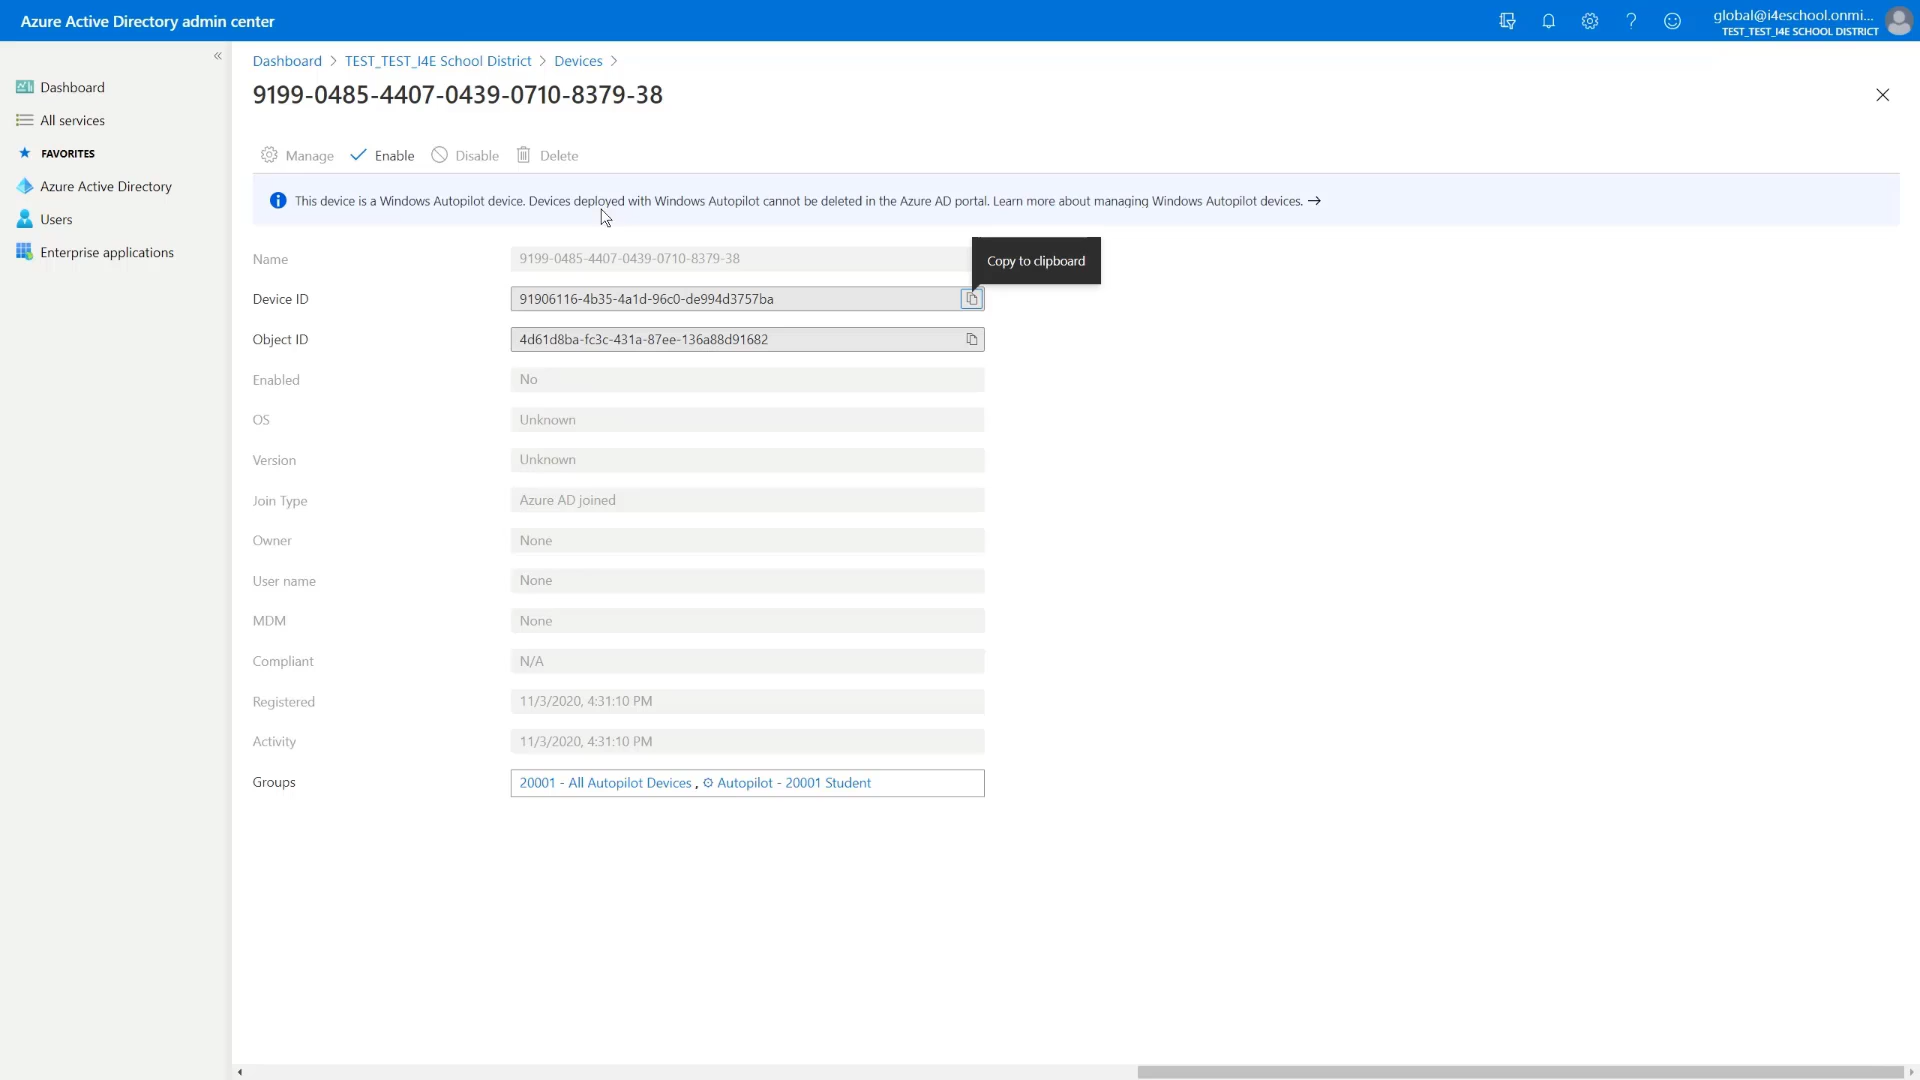 Azure Active Directory admin center
global@i4eschool.onmi...
TEST_TEST_I4E SCHOOL DISTRICT
Dashboard
All services
FAVORITES
Azure Active Directory
Users
Enterprise applications
Dashboard > TEST_TEST_I4E School District > Devices >
9199-0485-4407-0439-0710-8379-38
Manage Enable Disable Delete
This device is a Windows Autopilot device. Devices deployed with Windows Autopilot cannot be deleted in the Azure AD portal. Learn more about managing Windows Autopilot devices. →
Name 9199-0485-4407-0439-0710-8379-38
Copy to clipboard
Device ID 91906116-4b35-4a1d-96c0-de994d3757ba
Object ID 4d61d8ba-fc3c-431a-87ee-136a88d91682
Enabled No
OS Unknown
Version Unknown
Join Type Azure AD joined
Owner None
User name None
MDM None
Compliant N/A
Registered 11/3/2020, 4:31:10 PM
Activity 11/3/2020, 4:31:10 PM
Groups 20001 - All Autopilot Devices , Autopilot - 20001 Student